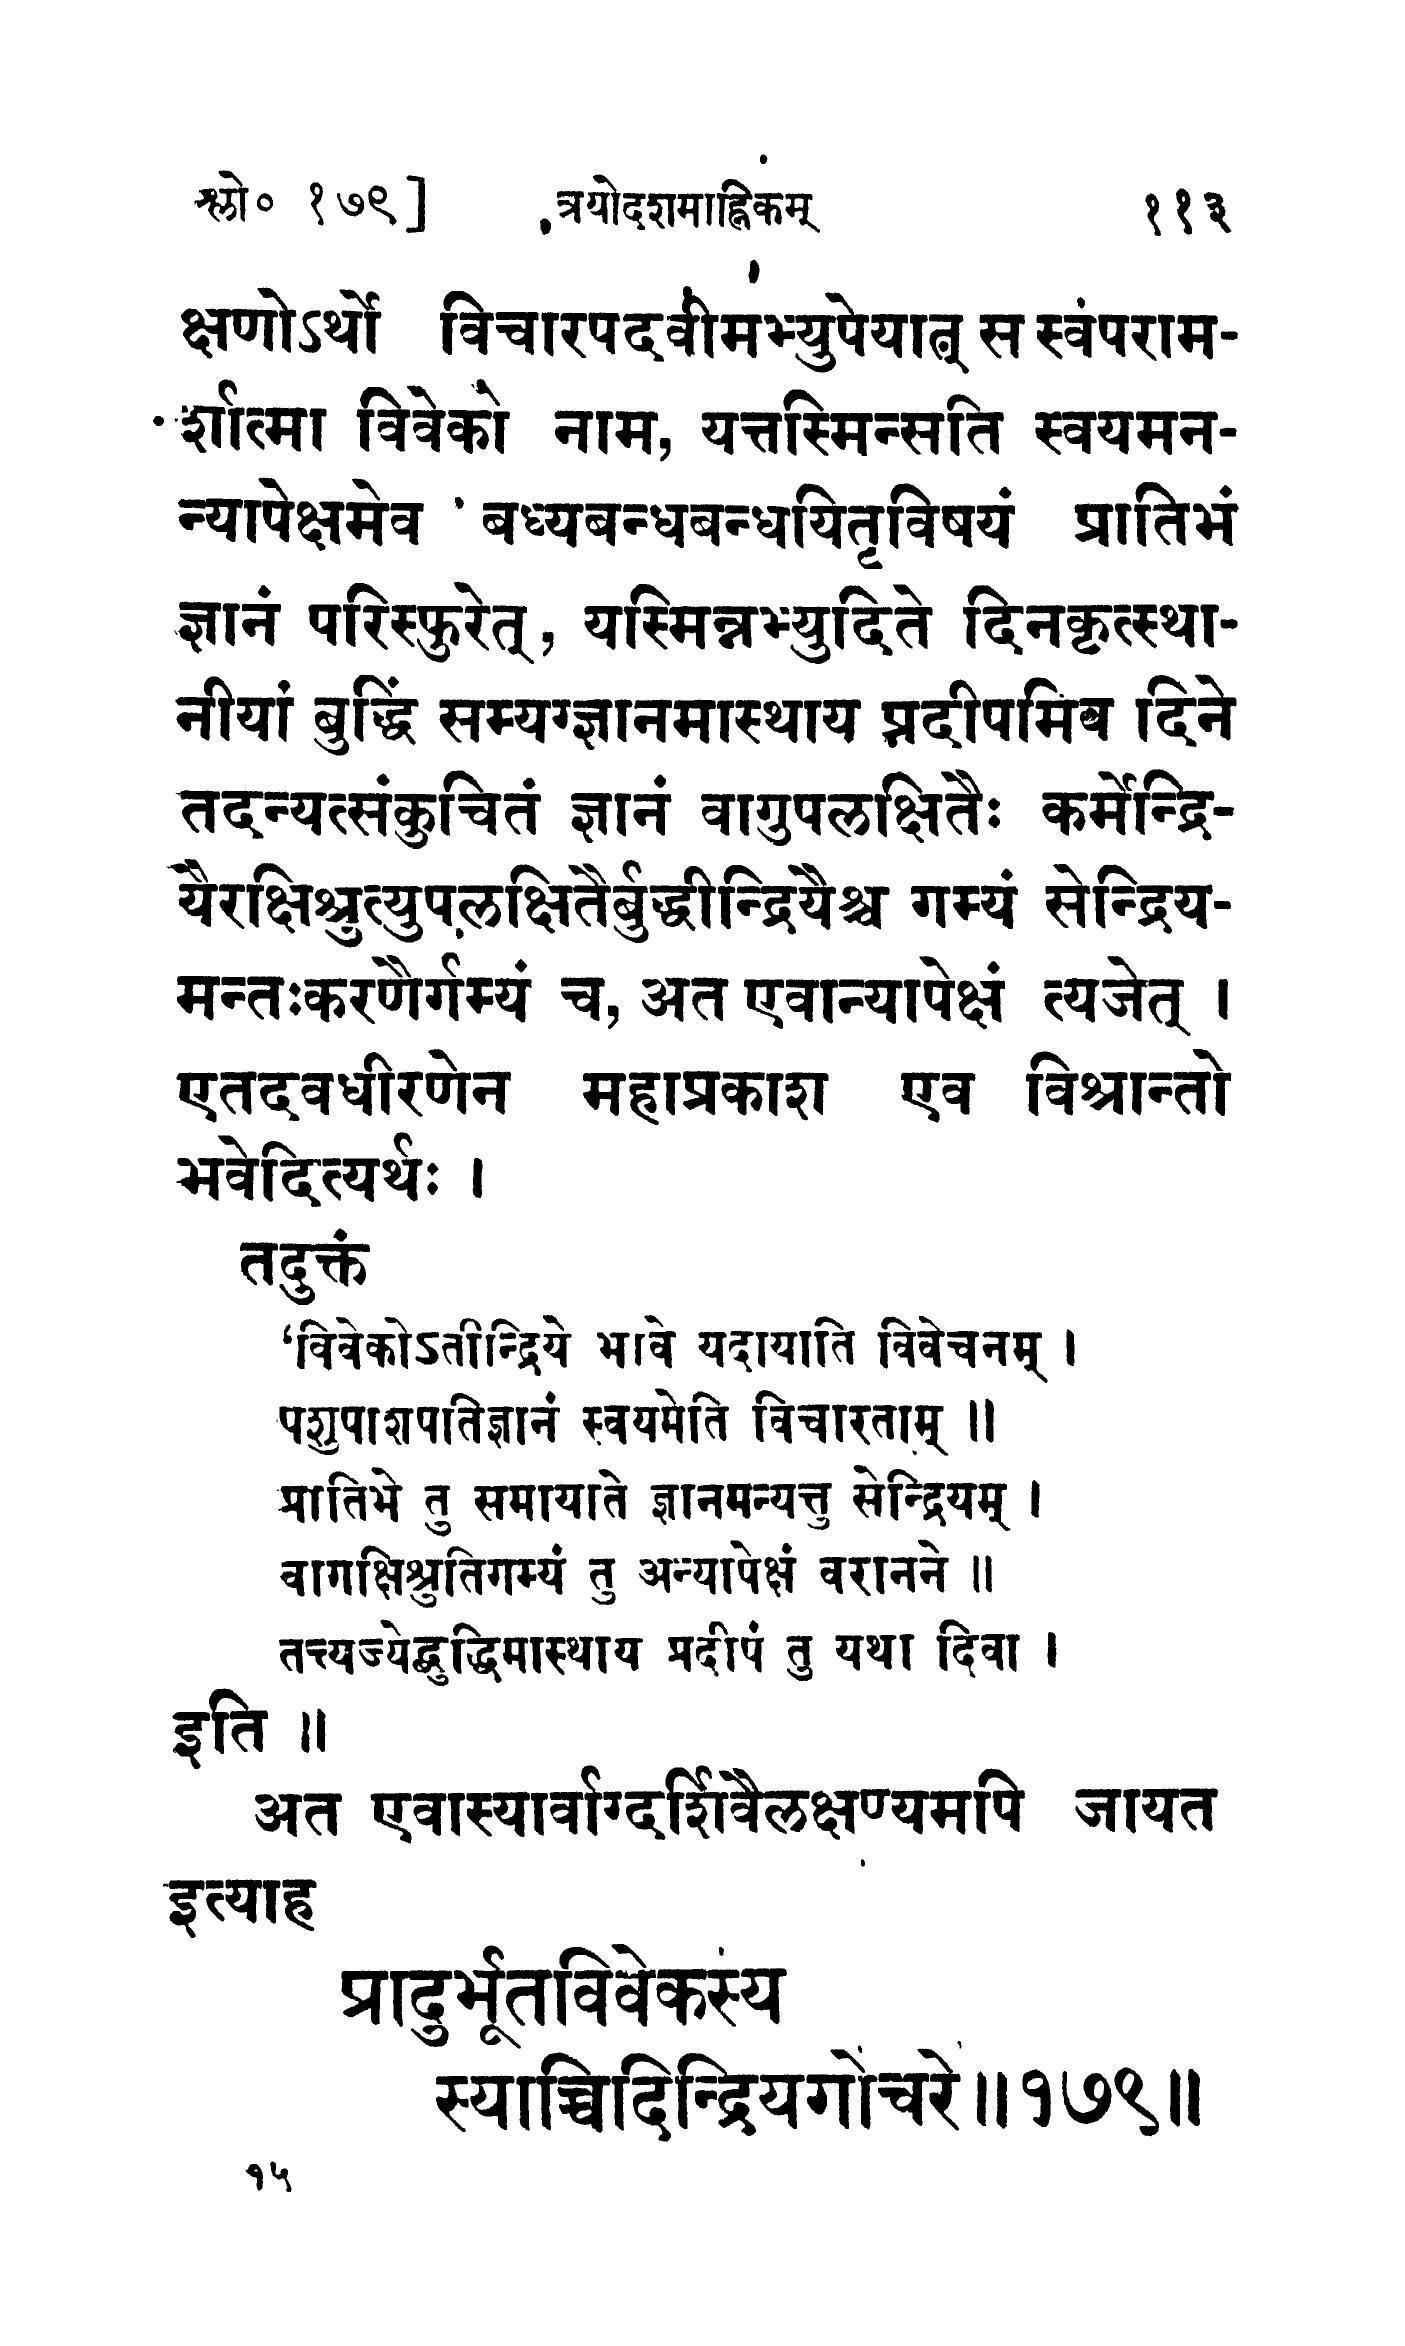 श्लो० १७९] त्रयोदशमाह्निकम् ११३
क्षणोऽर्थो विचारपदवीमभ्युपेयात् स स्वंपराम-
र्शात्मा विवेको नाम, यत्तस्मिन्सति स्वयमन-
न्यापेक्षमेव बध्यबन्धबन्धयितृविषयं प्रातिभं
ज्ञानं परिस्फुरेत्, यस्मिन्नभ्युदिते दिनकृत्स्था-
नीयां बुद्धिं सम्यग्ज्ञानमास्थाय प्रदीपमिव दिने
तदन्यत्संकुचितं ज्ञानं वागुपलक्षितैः कर्मेन्द्रि-
यैरक्षिश्रुत्युपलक्षितैर्बुद्धीन्द्रियैश्च गम्यं सेन्द्रिय-
मन्तःकरणैर्गम्यं च, अत एवान्यापेक्षं त्यजेत् ।
एतदवधीरणेन महाप्रकाश एव विश्रान्तो
भवेदित्यर्थः ।
तदुक्तं
‘विवेकोऽतीन्द्रिये भावे यदायाति विवेचनम् ।
पशुपाशपतिज्ञानं स्वयमेति विचारताम् ॥
प्रातिभे तु समायाते ज्ञानमन्यत्तु सेन्द्रियम् ।
वागक्षिश्रुतिगम्यं तु अन्यापेक्षं वरानने ॥
तत्त्यज्येद्बुद्धिमास्थाय प्रदीपं तु यथा दिवा ।
इति ॥
अत एवास्यार्वाग्दर्शिवैलक्षण्यमपि जायत
इत्याह
प्रादुर्भूतविवेकस्य
स्याच्चिदिन्द्रियगोचरे॥१७९॥
१५